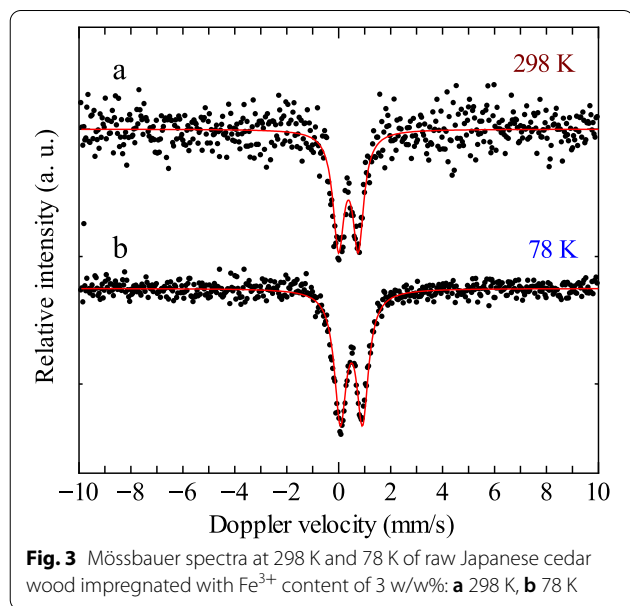 a
298 K
b
78 K
Relative intensity (a. u.)
−10 −8 −6 −4 −2 0 2 4 6 8 10
Doppler velocity (mm/s)
Fig. 3 Mössbauer spectra at 298 K and 78 K of raw Japanese cedar
wood impregnated with Fe³⁺ content of 3 w/w%: a 298 K, b 78 K